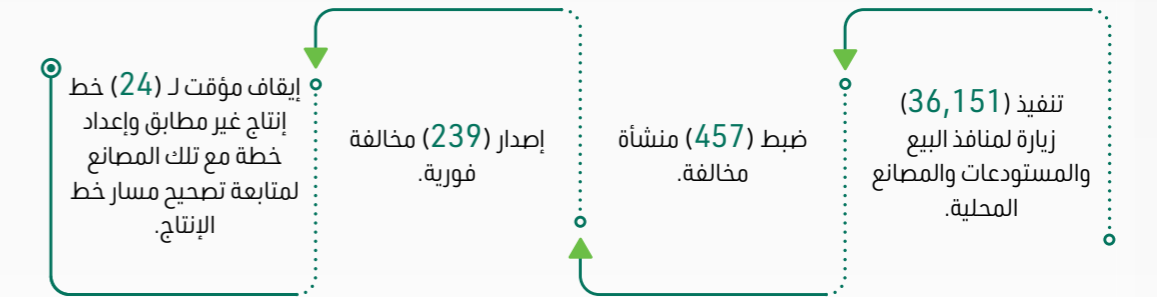 تنفيذ (36,151)
زيارة لمنافذ البيع
والمستودعات والمصانع
المحلية.
ضبط (457) منشأة
مخالفة.
إصدار (239) مخالفة
فورية.
إيقاف مؤقت لـ (24) خط
إنتاج غير مطابق وإعداد
خطة مع تلك المصانع
لمتابعة تصحيح مسار خط
الإنتاج.